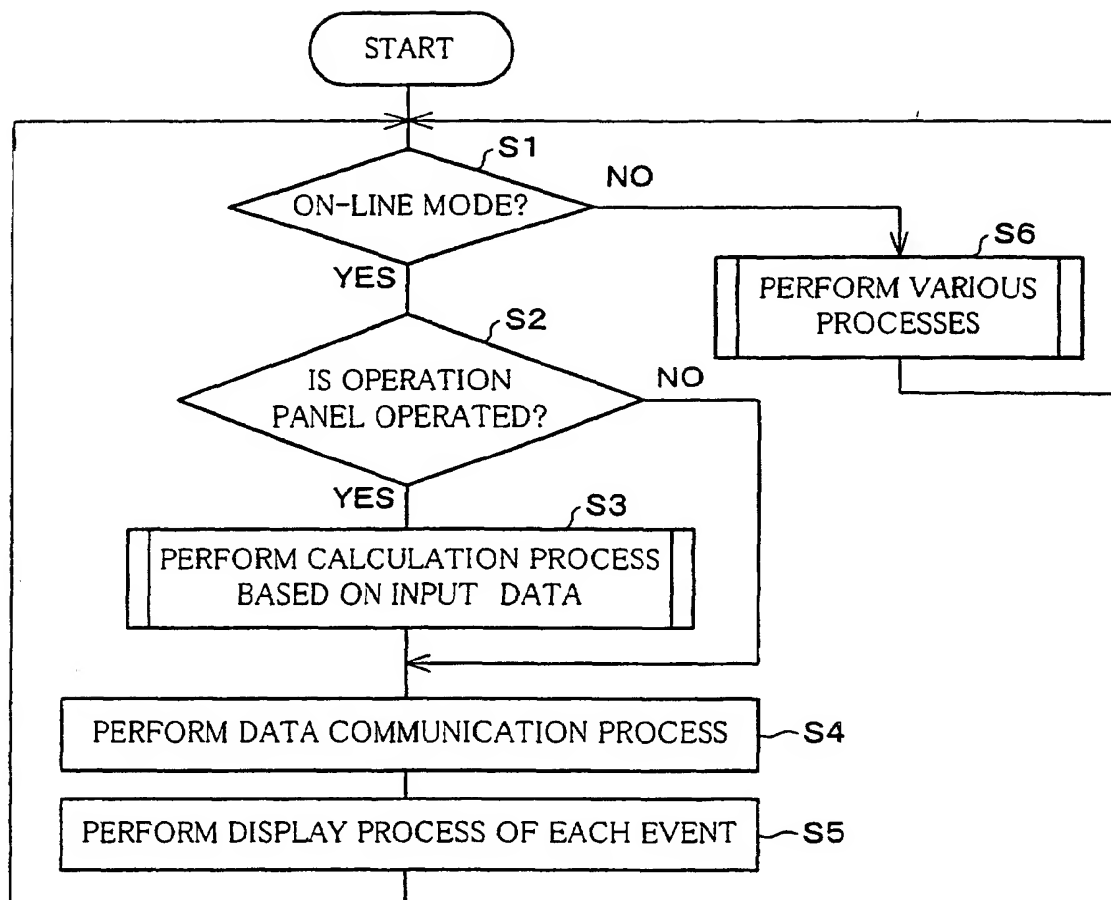 START
S1
ON-LINE MODE?
NO
YES
S6
PERFORM VARIOUS
PROCESSES
S2
IS OPERATION
PANEL OPERATED?
NO
YES
S3
PERFORM CALCULATION PROCESS
BASED ON INPUT DATA
PERFORM DATA COMMUNICATION PROCESS
S4
PERFORM DISPLAY PROCESS OF EACH EVENT
S5